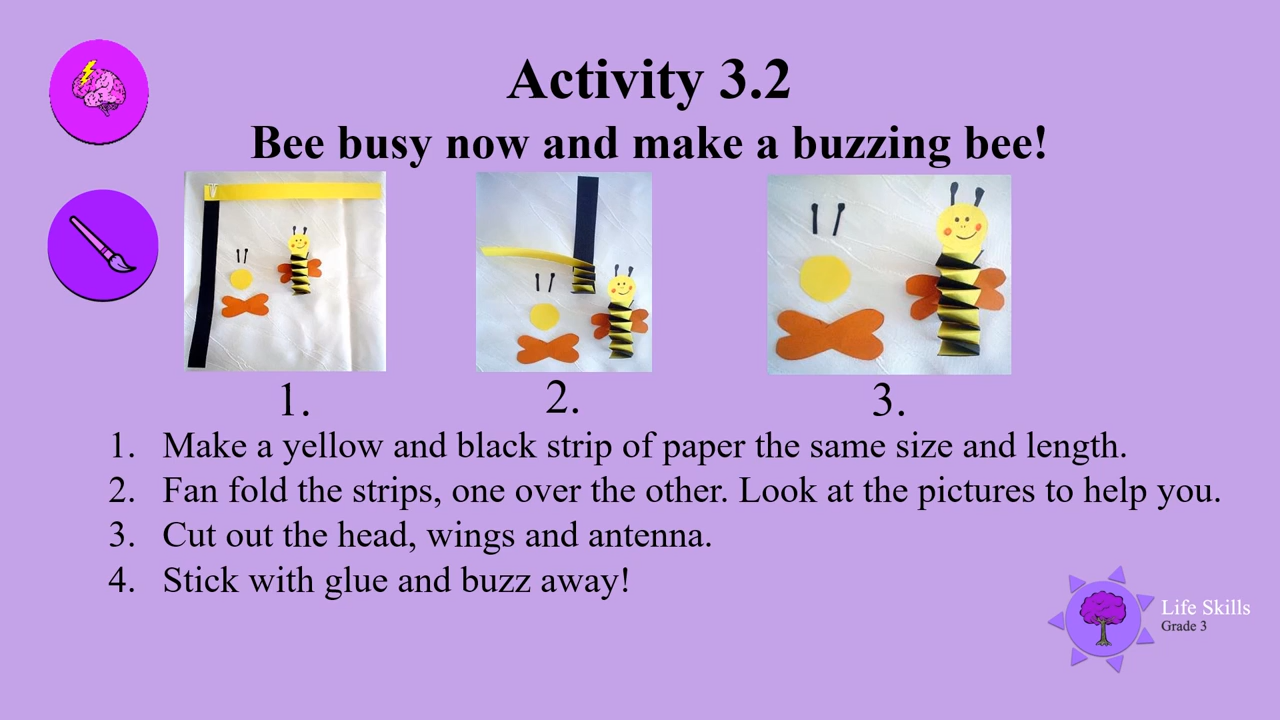 Activity 3.2
Bee busy now and make a buzzing bee!
1.
2.
3.
1. Make a yellow and black strip of paper the same size and length.
2. Fan fold the strips, one over the other. Look at the pictures to help you.
3. Cut out the head, wings and antenna.
4. Stick with glue and buzz away!
Life Skills
Grade 3